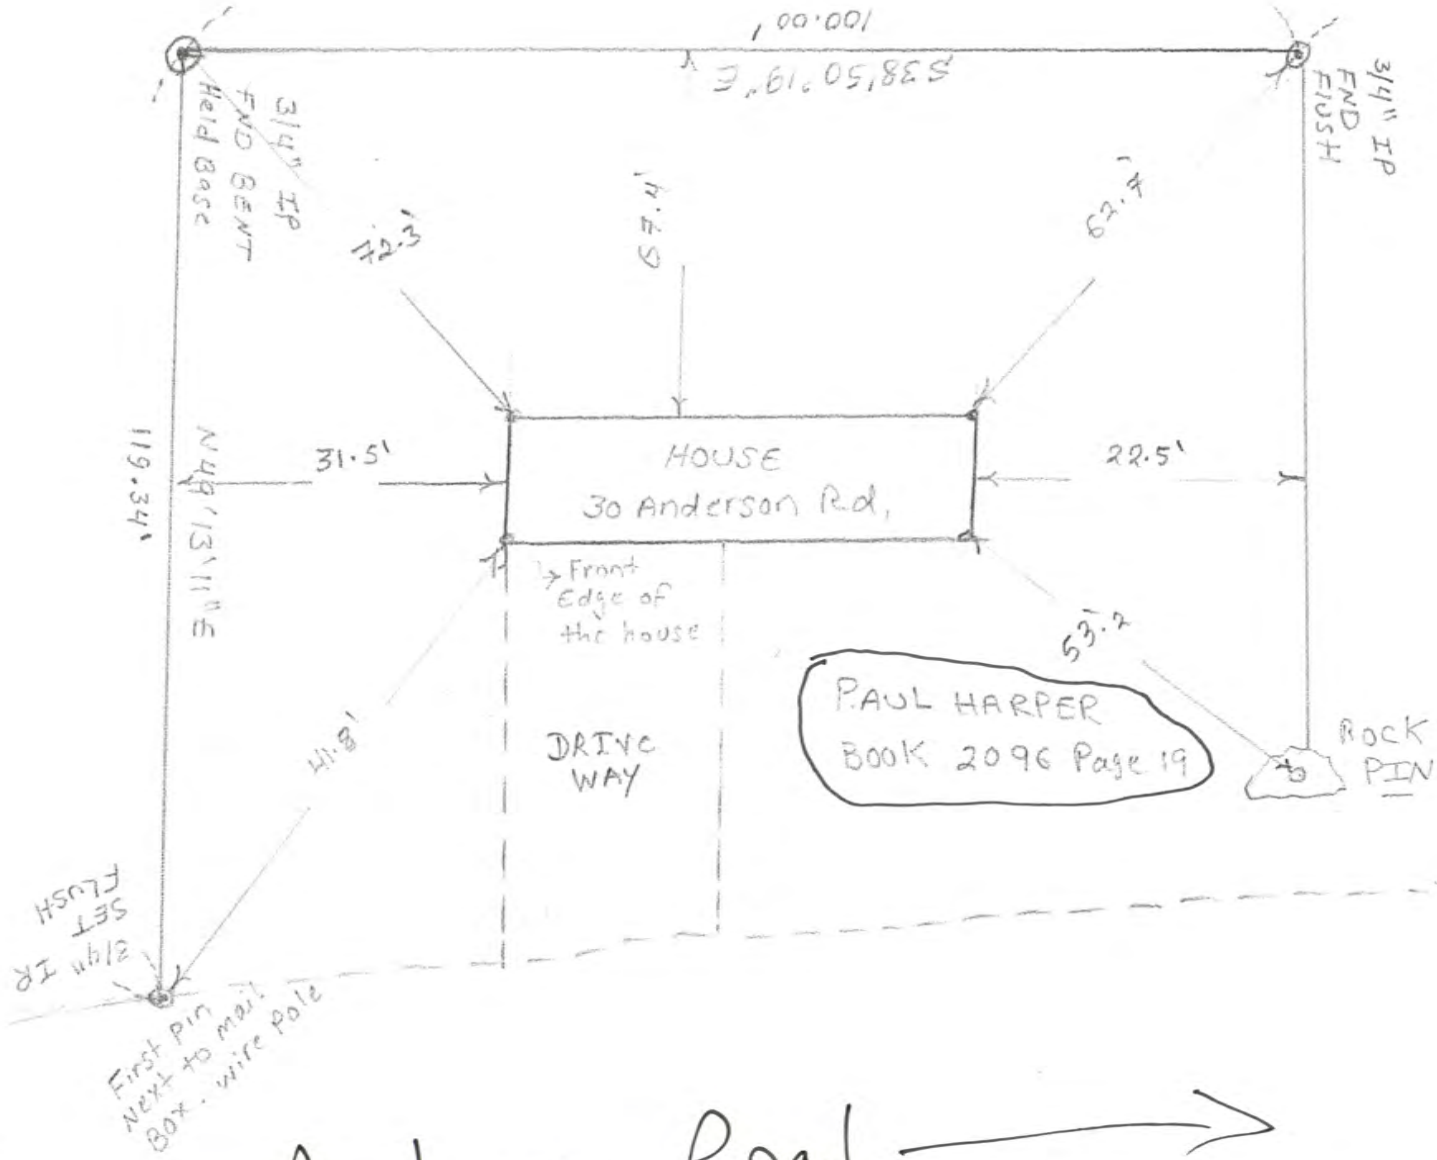 100.00'
S38°50'19"E
3/4" IP
FND BENT
Held Base
3/4" IP
FND
FlUSH
72.3'
67.4'
62.7'
119.34'
N49°13'11"E
31.5'
HOUSE
30 Anderson Rd,
22.5'
Front
Edge of
the house
53.2'
41.8'
DRIVE
WAY
PAUL HARPER
BOOK 2096 Page 19
ROCK
PIN
3/4" IR
SET
FLUSH
First pin
Next to mail
Box. wire Pole